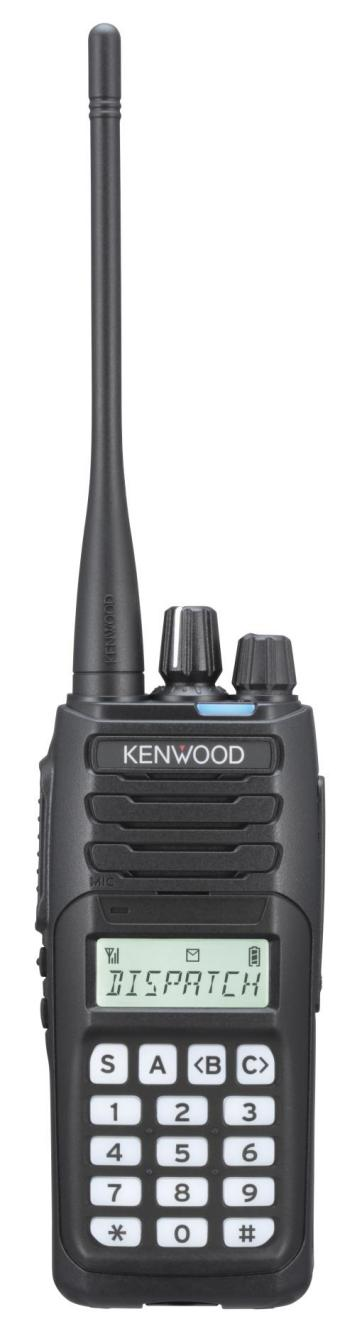 KENWOOD
KENWOOD
MIC
DISPATCH
S A <B C>
1 2 3
4 5 6
7 8 9
* 0 #